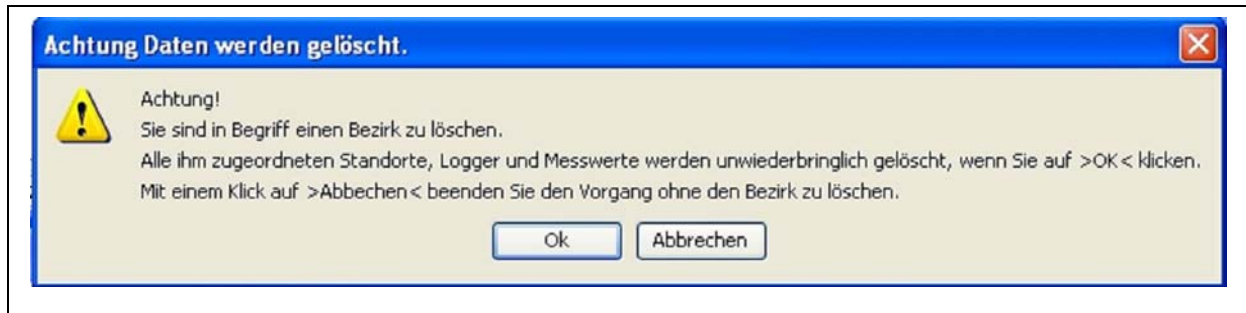 Achtung Daten werden gelöscht.
Achtung!
Sie sind in Begriff einen Bezirk zu löschen.
Alle ihm zugeordneten Standorte, Logger und Messwerte werden unwiederbringlich gelöscht, wenn Sie auf >OK< klicken.
Mit einem Klick auf >Abbechen< beenden Sie den Vorgang ohne den Bezirk zu löschen.
Ok Abbrechen